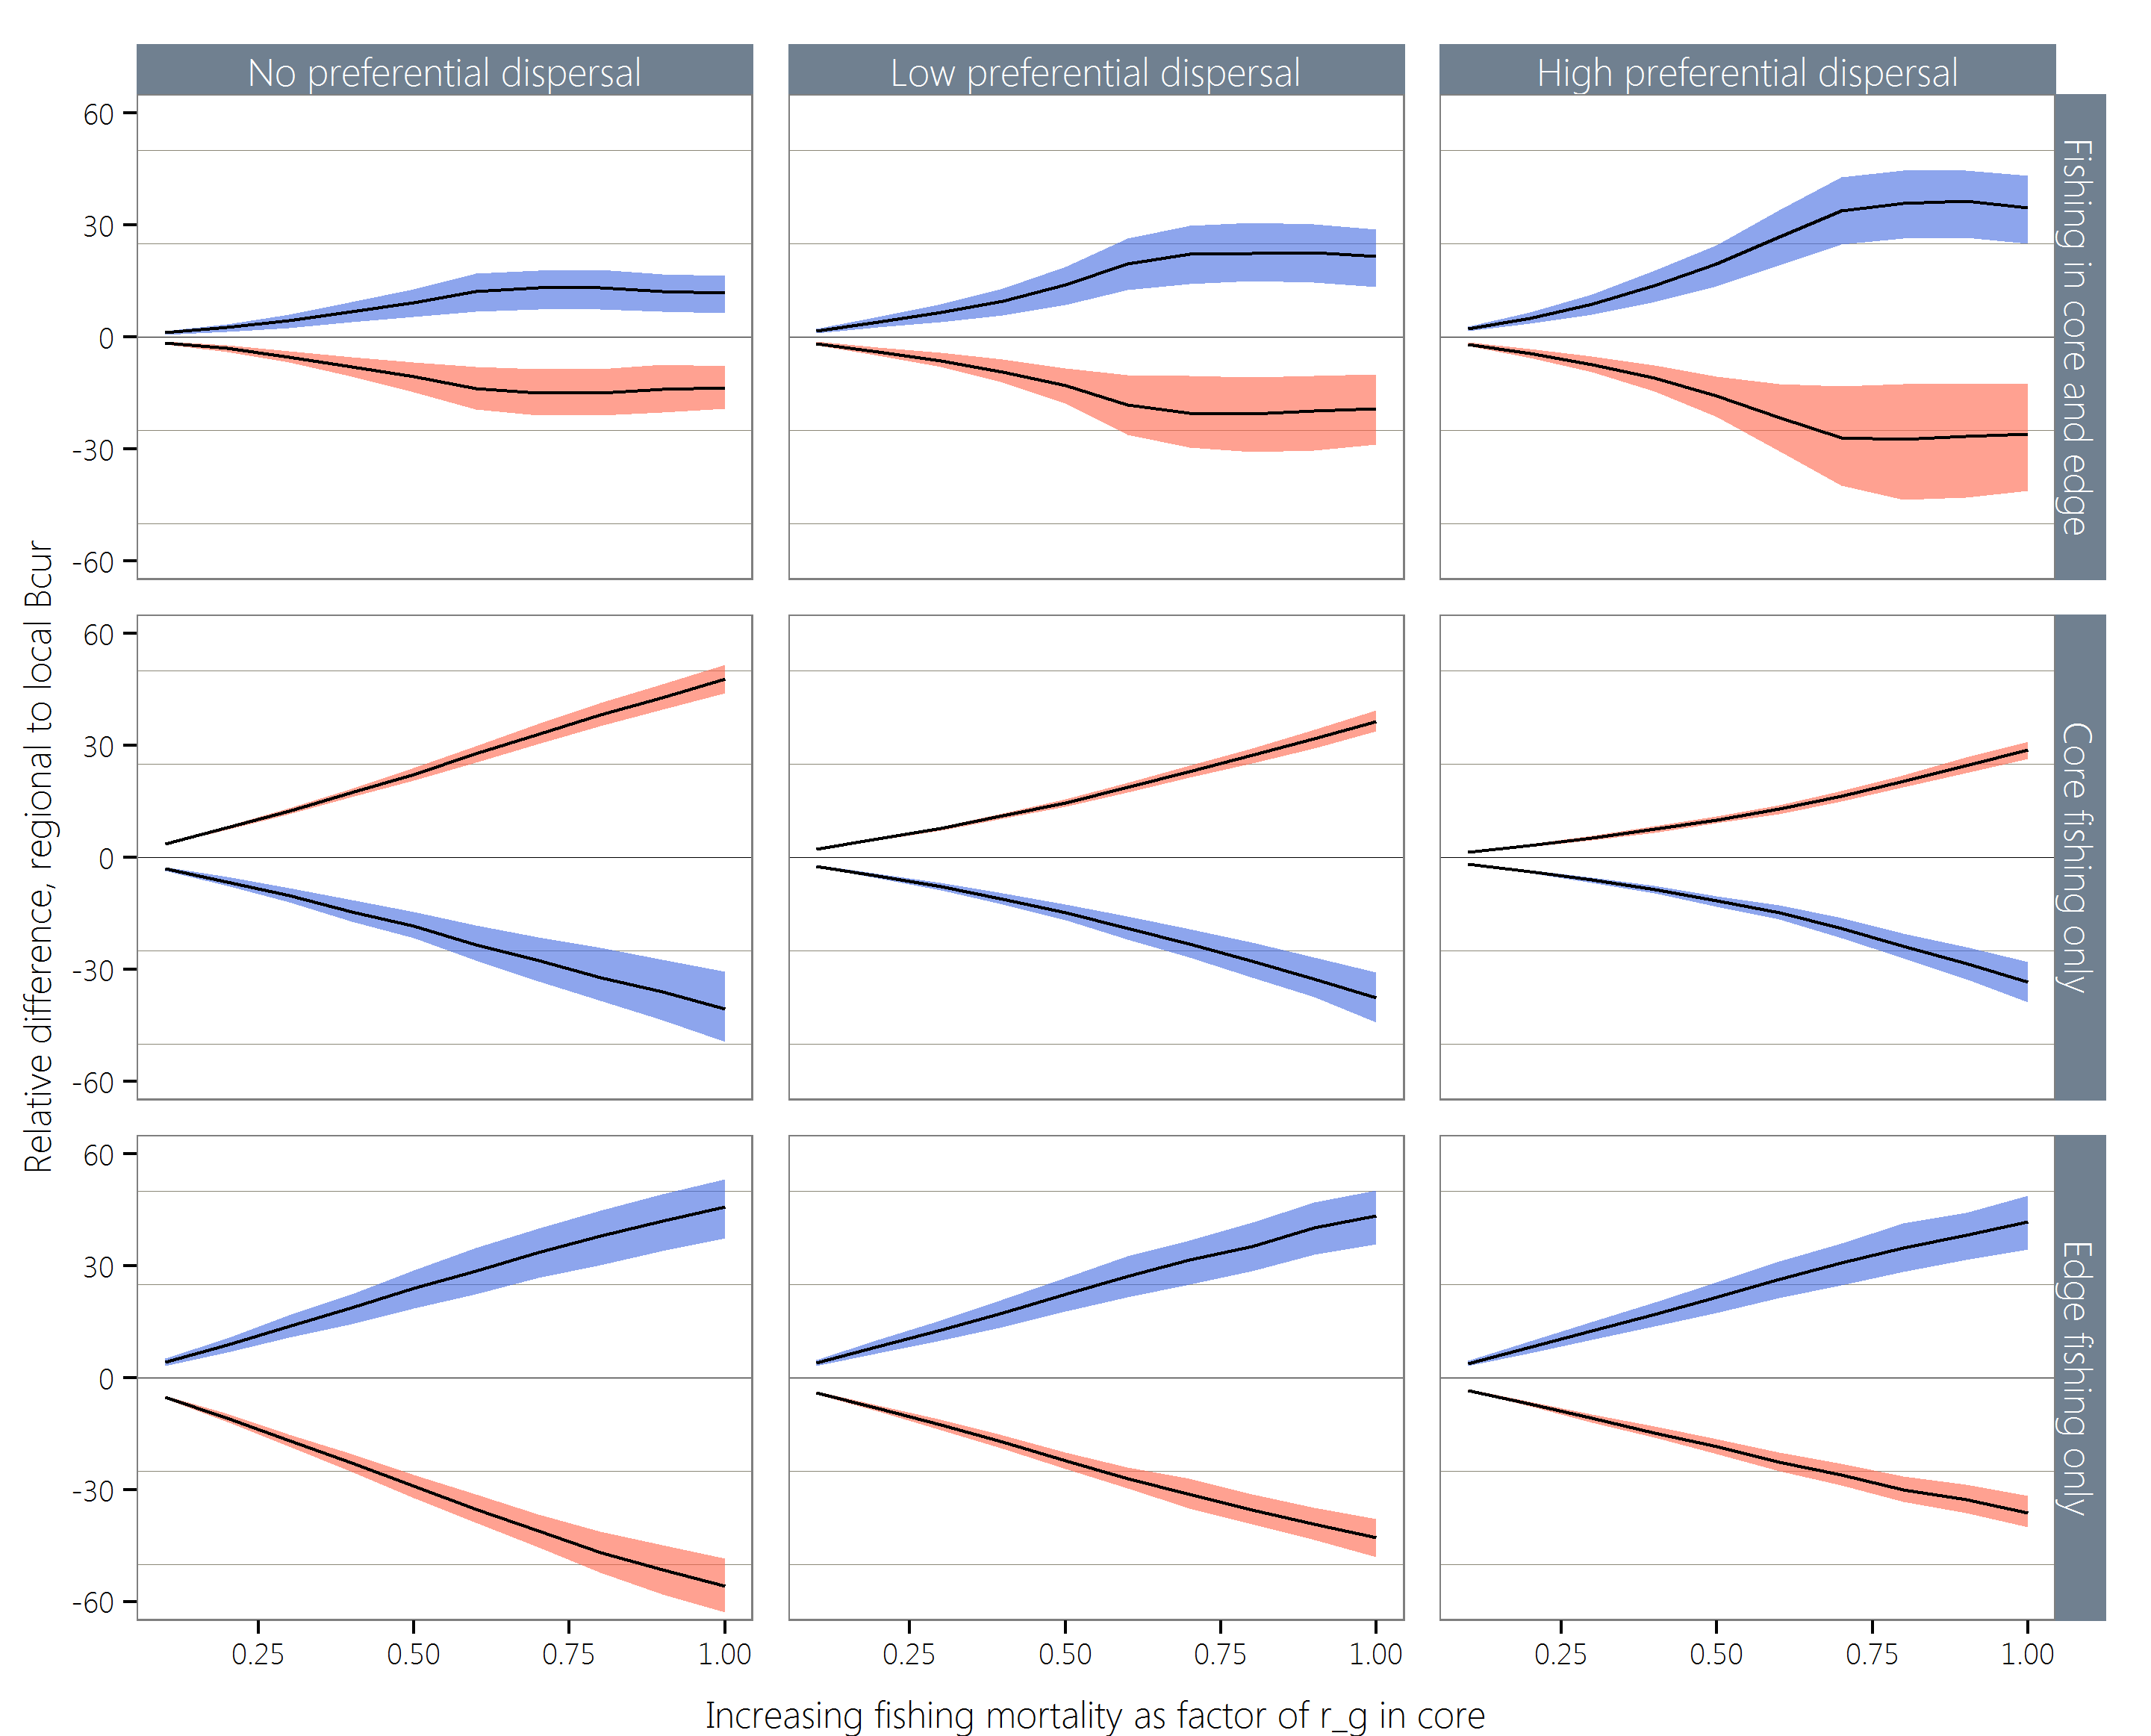 No preferential dispersal
Low preferential dispersal
High preferential dispersal
Relative difference, regional to local Bcur
60
30
0
-30
-60
Fishing in core and edge
60
30
0
-30
-60
Core fishing only
60
30
0
-30
-60
Edge fishing only
0.25 0.50 0.75 1.00
0.25 0.50 0.75 1.00
0.25 0.50 0.75 1.00
Increasing fishing mortality as factor of r_g in core